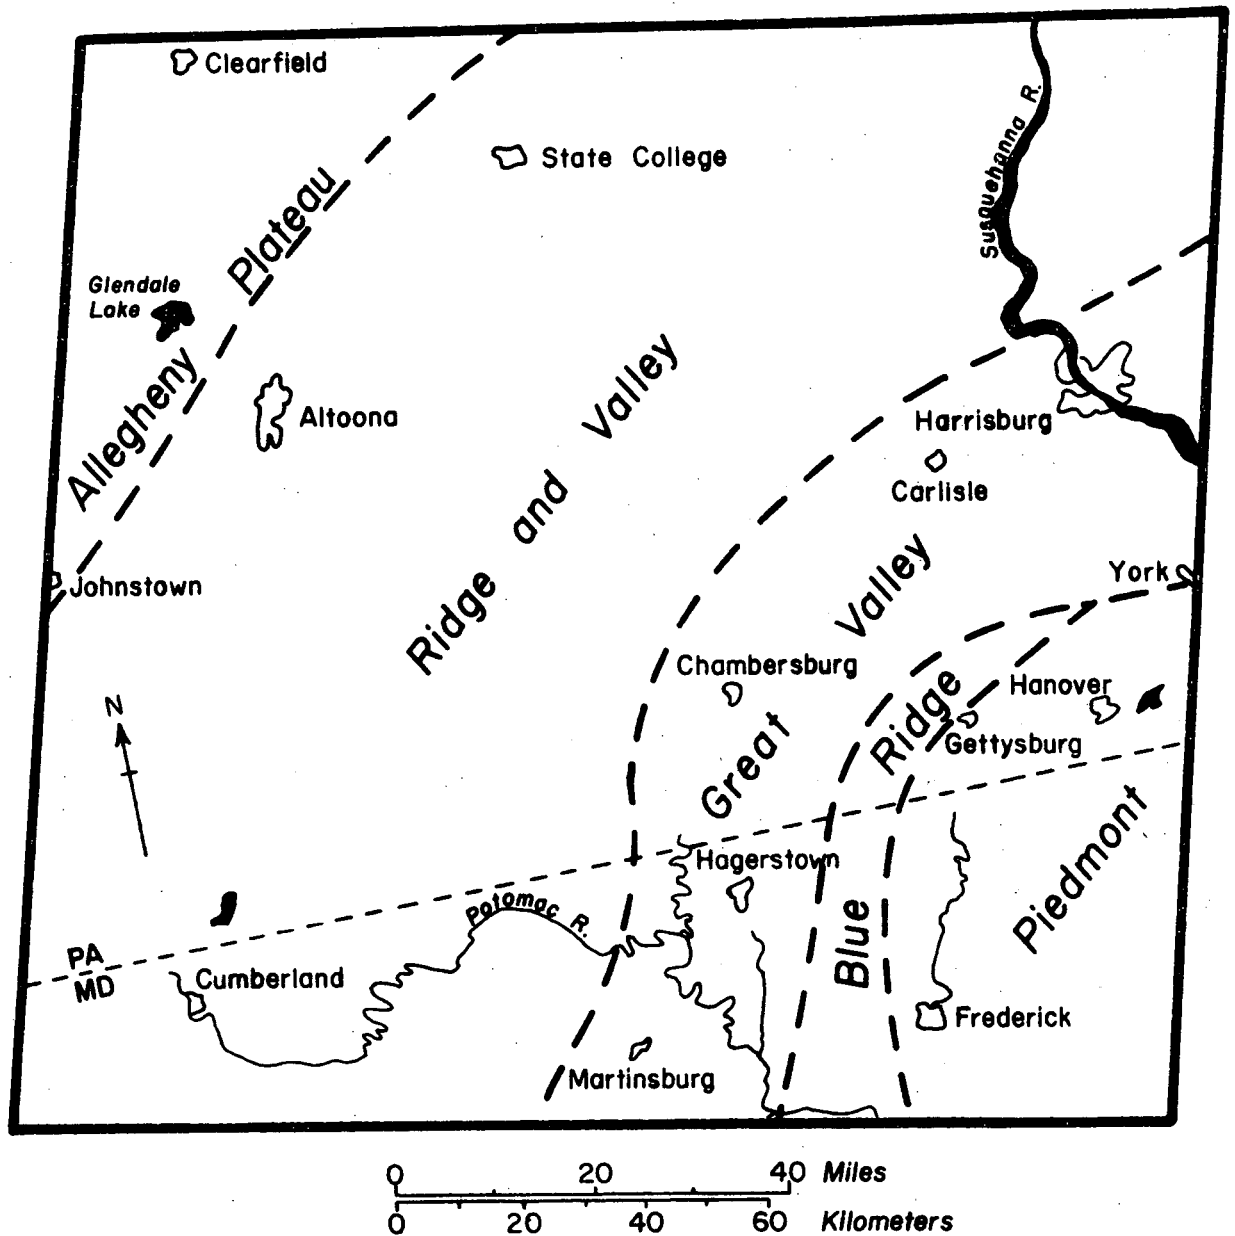 Clearfield
State College
Susquehanna R.
Allegheny Plateau
Glendale
Lake
Altoona
Ridge and Valley
Harrisburg
Carlisle
Johnstown
York
Great Valley
Chambersburg
Hanover
Blue Ridge
Gettysburg
N
Piedmont
Hagerstown
Potomac R.
PA
MD
Cumberland
Frederick
Martinsburg
0 20 40 Miles
0 20 40 60 Kilometers